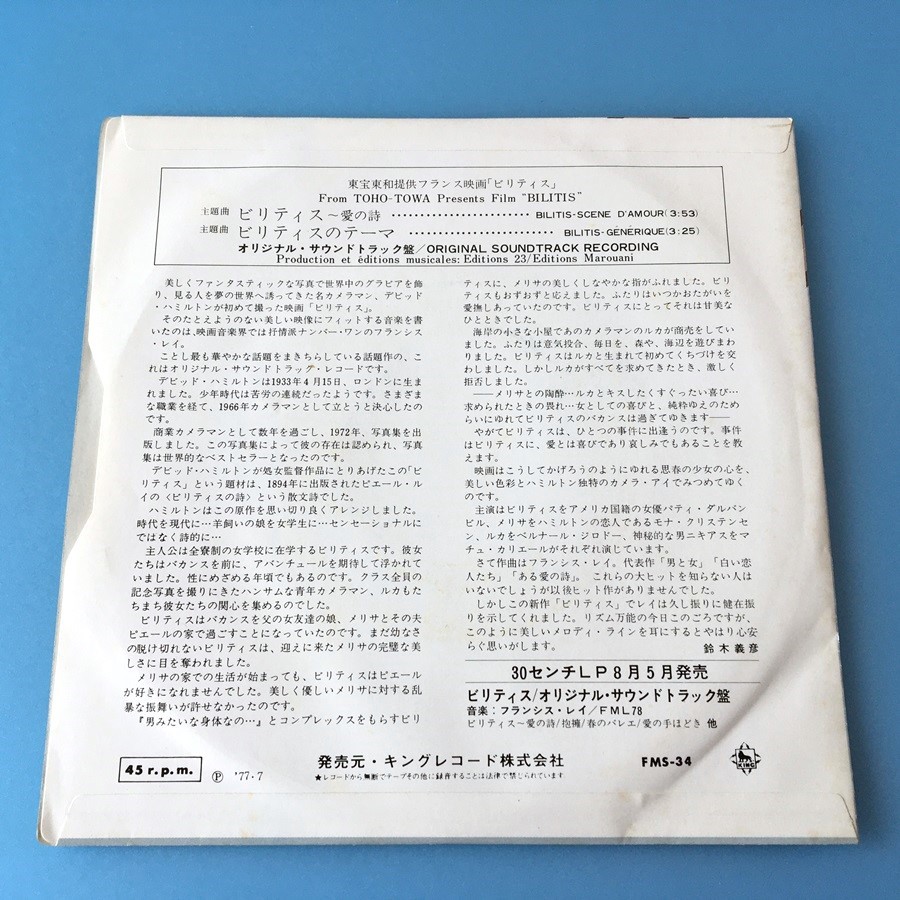 東宝東和提供フランス映画「ビリティス」
From TOHO-TOWA Presents Film "BILITIS"
主題曲 ビリティス～愛の詩 ・・・・・・・・・・・・・・・・・・・・・・・ BILITIS-SCENE D'AMOUR(3:53)
主題曲 ビリティスのテーマ ・・・・・・・・・・・・・・・・・・・・・・・・ BILITIS-GÉNÉRIQUE(3:25)
オリジナル・サウンドトラック盤/ORIGINAL SOUNDTRACK RECORDING
Production et éditions musicales: Editions 23/Editions Marouani
美しくファンタスティックな写真で世界中のグラビアを飾
り、見る人を夢の世界へ誘ってきた名カメラマン、デビッド
・ハミルトンが初めて撮った映画「ビリティス」。
そのたとえようのない美しい映像にフィットする音楽を書
いたのは、映画音楽界では抒情派ナンバー・ワンのフランシス
・レイ。
ことし最も華やかな話題をまきちらしている話題作の、こ
れはオリジナル・サウンドトラック・レコードです。
デビッド・ハミルトンは1933年4月15日、ロンドンに生ま
れました。少年時代は苦労の連続だったようです。さまざま
な職業を経て、1966年カメラマンとして立とうと決心したの
です。
商業カメラマンとして数年を過ごし、1972年、写真集を出
版しました。この写真集によって彼の存在は認められ、写真
集は世界的なベストセラーとなったのです。
デビッド・ハミルトンが処女監督作品にとりあげたこの「ビ
リティス」という題材は、1894年に出版されたピエール・ル
イの〈ビリティスの詩〉という散文詩でした。
ハミルトンはこの原作を思い切り良くアレンジしました。
時代を現代に…羊飼いの娘を女学生に…センセーショナルに
ではなく詩的に…
主人公は全寮制の女学校に在学するビリティスです。彼女
たちはバカンスを前に、アバンチュールを期待して浮かれて
いました。性にめざめる年頃でもあるのです。クラス全員の
記念写真を撮りにきたハンサムな青年カメラマン、ルカもた
ちまち彼女たちの関心を集めるのでした。
ビリティスはバカンスを父の女友達の娘、メリサとその夫
ピエールの家で過ごすことになっていたのです。まだ幼なさ
の脱け切れないビリティスは、迎えに来たメリサの完璧な美
しさに目を奪われました。
メリサの家での生活が始まっても、ビリティスはピエール
が好きになれませんでした。美しく優しいメリサに対する乱
暴な振舞いが許せなかったのです。
『男みたいな身体なの…』とコンプレックスをもらすビリ
ティスに、メリサの美しくしなやかな指がふれました。ビリ
ティスもおずおずと応えました。ふたりはいつかおたがいを
愛撫しあっていたのです。ビリティスにとってそれは甘美な
ひとときでした。
海岸の小さな小屋であのカメラマンのルカが商売をしてい
ました。ふたりは意気投合、毎日を、森や、海辺を遊びまわ
りました。ビリティスはルカと生まれて初めてくちづけを交
わしました。しかしルカがすべてを求めてきたとき、激しく
拒否しました。
――メリサとの陶酔…ルカとキスしたくすぐったい喜び…
求められたときの畏れ…女としての喜びと、純粋ゆえのため
らいにゆれてビリティスのバカンスは過ぎてゆきます――
やがてビリティスは、ひとつの事件に出逢うのです。事件
はビリティスに、愛とは喜びであり哀しみでもあることを教
えます。
映画はこうしてかげろうのようにゆれる思春の少女の心を、
美しい色彩とハミルトン独特のカメラ・アイでみつめてゆく
のです。
主演はビリティスをアメリカ国籍の女優パティ・ダルバン
ビル、メリサをハミルトンの恋人であるモナ・クリステンセ
ン、ルカをベルナール・ジロドー、神秘的な男ニキアスをマ
チュ・カリエールがそれぞれ演じています。
さて作曲はフランシス・レイ。代表作「男と女」「白い恋
人たち」「ある愛の詩」。これらの大ヒットを知らない人は
いないでしょうが以後ヒット作がありませんでした。
しかしこの新作「ビリティス」でレイは久し振りに健在振
りを示してくれました。リズム万能の今日このごろですが、
このように美しいメロディ・ラインを耳にするとやはり心安
らぐ思いがします。 鈴木義彦
30センチLP8月5月発売
ビリティス/オリジナル・サウンドトラック盤
音楽：フランシス・レイ/FML78
ビリティス～愛の詩/抱擁/春のバレエ/愛の手ほどき 他
45 r.p.m. Ⓟ '77・7 発売元・キングレコード株式会社 FMS-34 KING
★レコードから無断でテープその他に録音することは法律で禁じられています